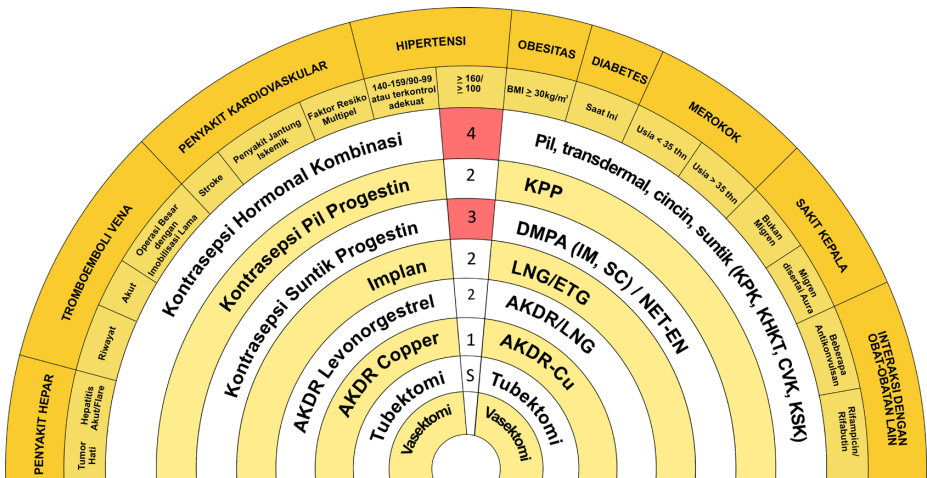 PENYAKIT HEPAR
TROMBOEMBOLI VENA
PENYAKIT KARDIOVASKULAR
HIPERTENSI
OBESITAS
DIABETES
MEROKOK
SAKIT KEPALA
INTERAKSI DENGAN
OBAT-OBATAN LAIN
Tumor
Hati
Hepatitis
Akut/Flare
Riwayat
Akut
Operasi Besar
dengan
Imobilisasi Lama
Stroke
Penyakit Jantung
Iskemik
Faktor Resiko
Multipel
140-159/90-99
atau terkontrol
adekuat
≥ 160/
≥ 100
BMI ≥ 30kg/m²
Saat Ini
Usia < 35 thn
Usia > 35 thn
Bukan
Migren
Migren
disertai Aura
Beberapa
Antikonvulsan
Rifampicin/
Rifabutin
Kontrasepsi Hormonal Kombinasi
4
Pil, transdermal, cincin, suntik (KPK, KHKT, CVK, KSK)
Kontrasepsi Pil Progestin
2
KPP
Kontrasepsi Suntik Progestin
3
DMPA (IM, SC) / NET-EN
Implan
2
LNG/ETG
AKDR Levonorgestrel
2
AKDR/LNG
AKDR Copper
1
AKDR-Cu
Tubektomi
S
Tubektomi
Vasektomi
Vasektomi